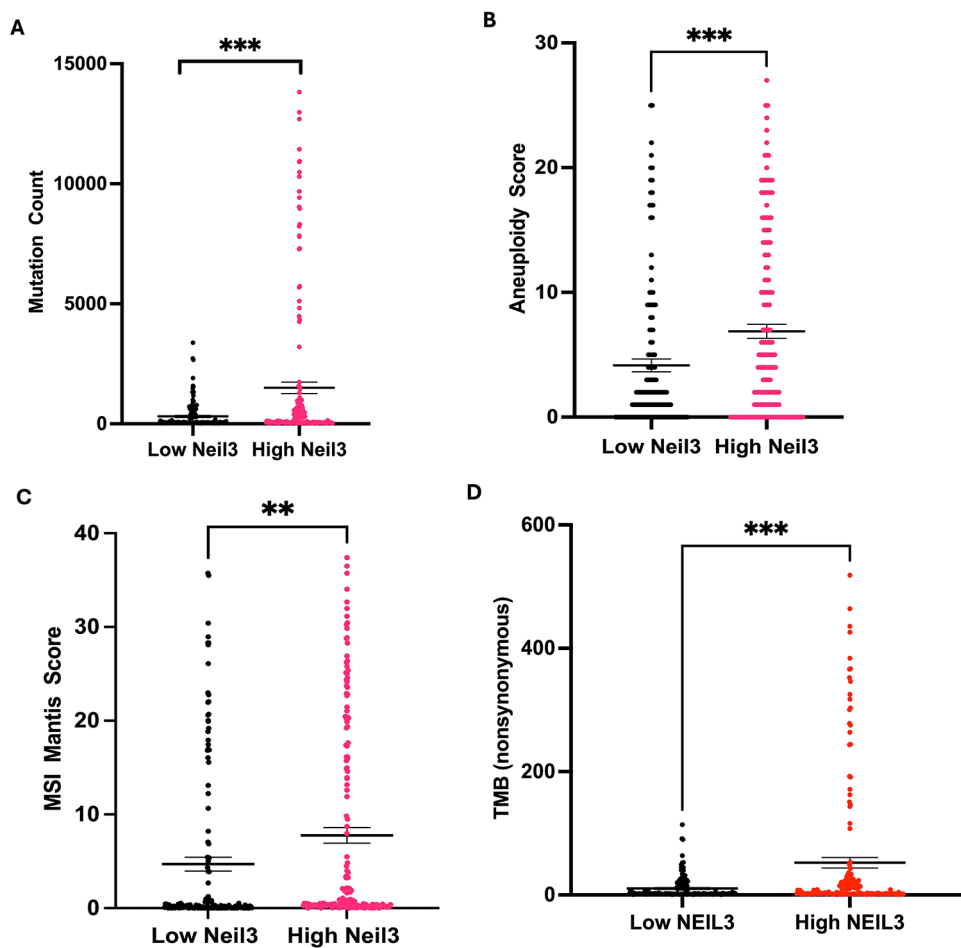 A
***
15000
10000
5000
0
Mutation Count
Low Neil3 High Neil3
B
***
30
20
10
0
Aneuploidy Score
Low Neil3 High Neil3
C
**
40
30
20
10
0
MSI Mantis Score
Low Neil3 High Neil3
D
***
600
400
200
0
TMB (nonsynonymous)
Low NEIL3 High NEIL3